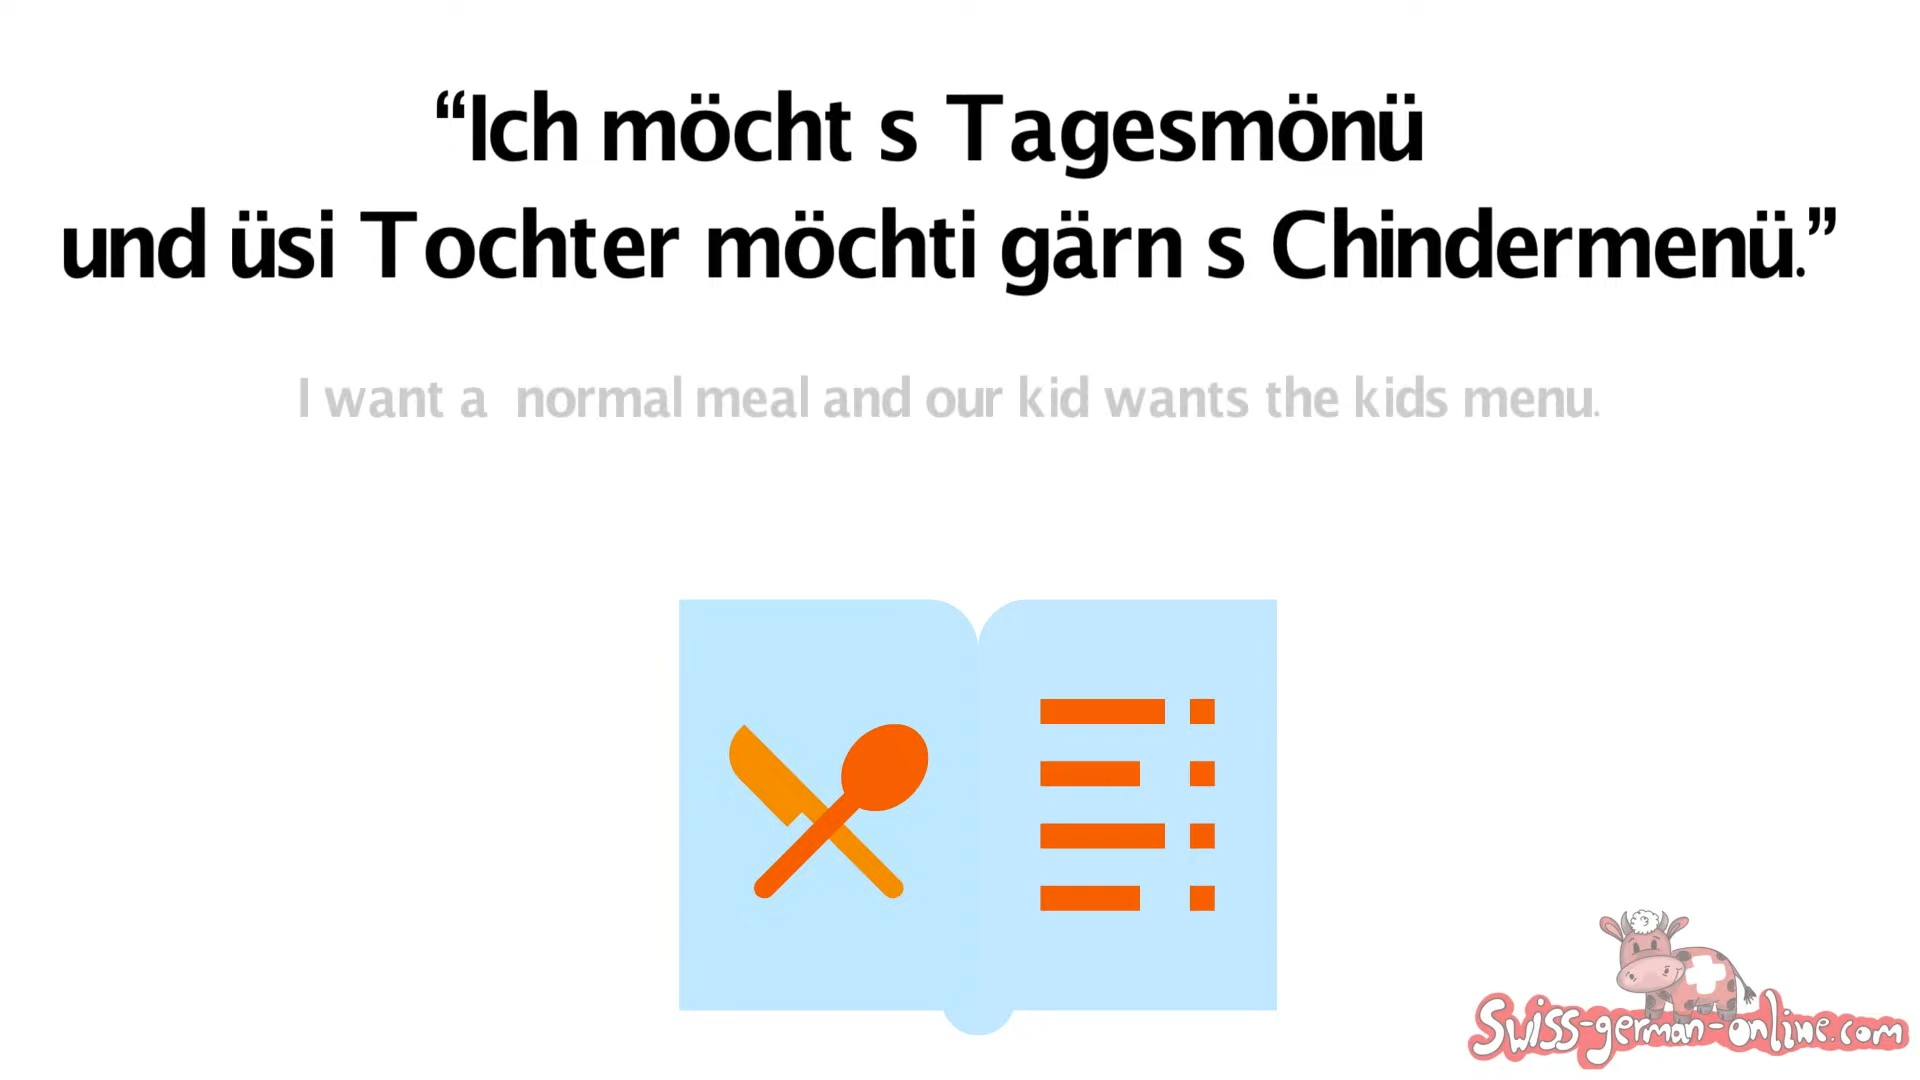 “Ich möcht s Tagesmönü
und üsi Tochter möchti gärn s Chindermenü.”
I want a normal meal and our kid wants the kids menu.
Swiss-german-online.com